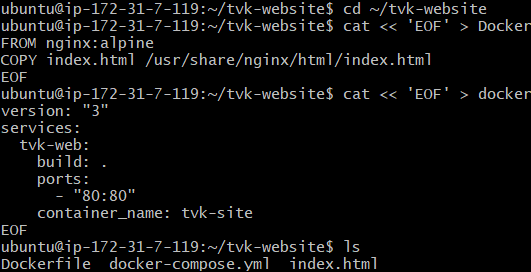 ubuntu@ip-172-31-7-119:~/tvk-website$ cd ~/tvk-website
ubuntu@ip-172-31-7-119:~/tvk-website$ cat << 'EOF' > Docker
FROM nginx:alpine
COPY index.html /usr/share/nginx/html/index.html
EOF
ubuntu@ip-172-31-7-119:~/tvk-website$ cat << 'EOF' > docker
version: "3"
services:
  tvk-web:
    build: .
    ports:
      - "80:80"
    container_name: tvk-site
EOF
ubuntu@ip-172-31-7-119:~/tvk-website$ ls
Dockerfile  docker-compose.yml  index.html